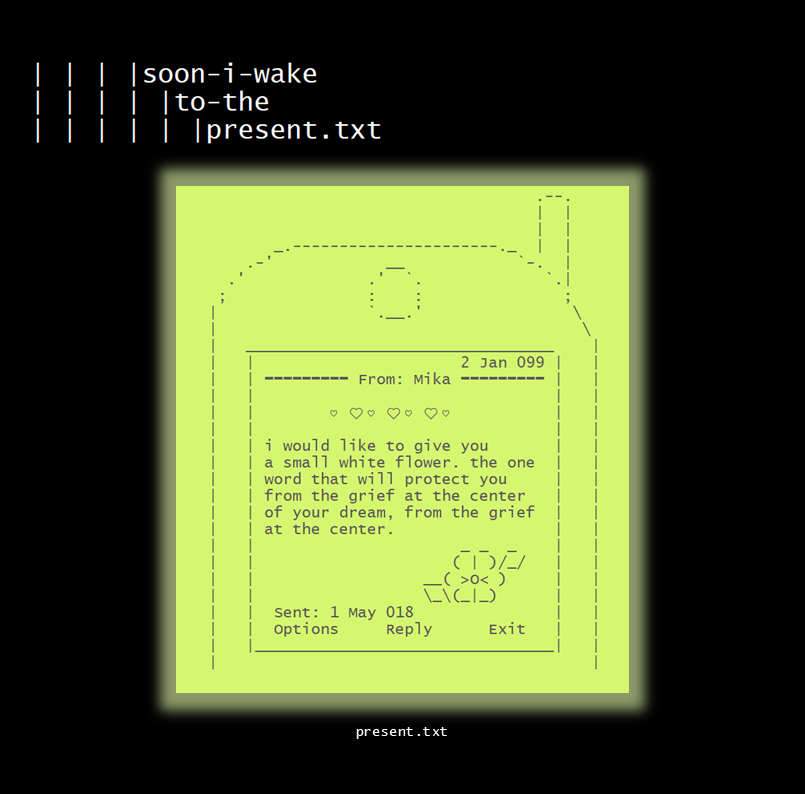 soon-i-wake
to-the
present.txt
2 Jan 099
From: Mika
i would like to give you
a small white flower. the one
word that will protect you
from the grief at the center
of your dream, from the grief
at the center.
Sent: 1 May 018
Options Reply Exit
present.txt